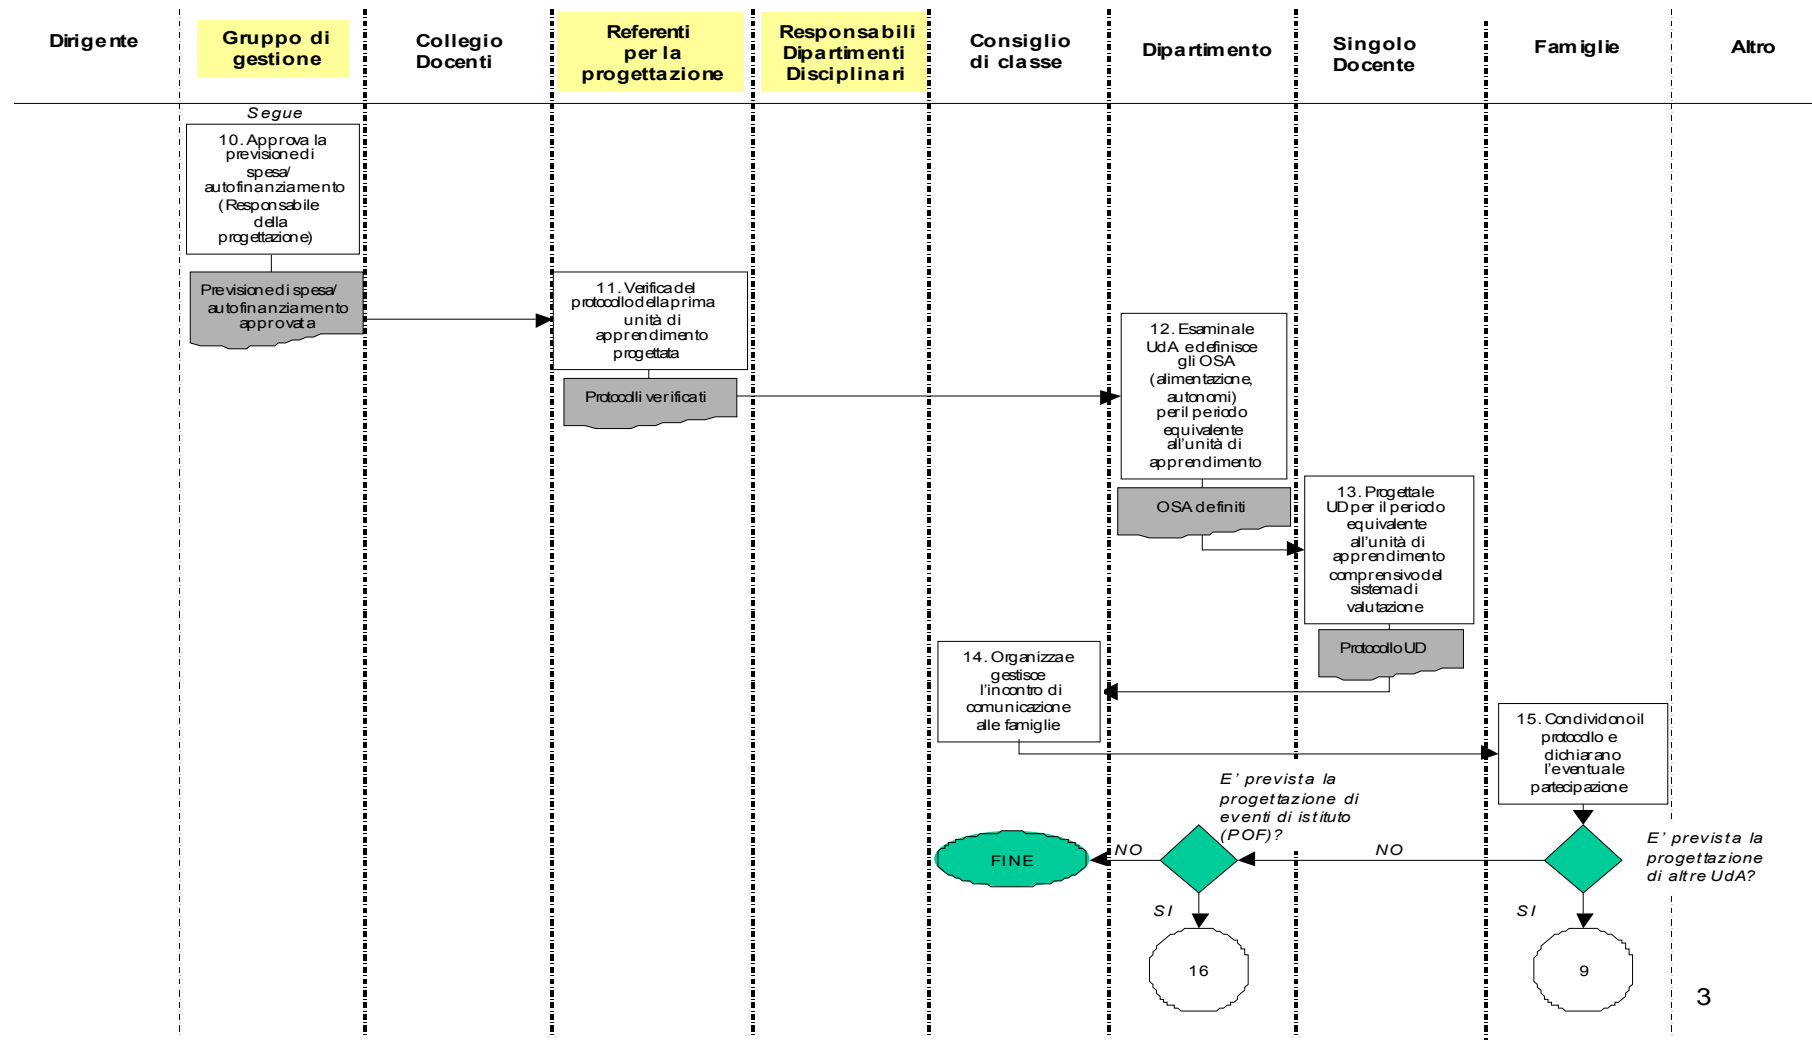 Dirigente
Gruppo di
gestione
Collegio
Docenti
Referenti
per la
progettazione
Responsabili
Dipartimenti
Disciplinari
Consiglio
di classe
Dipartimento
Singolo
Docente
Famiglie
Altro
Segue
10. Approva la
previsione di
spesa/
autofinanziamento
(Responsabile
della
progettazione)
Previsione di spesa/
autofinanziamento
approvata
11. Verifica del
protocollo della prima
unità di
apprendimento
progettata
Protocolli verificati
12. Esamina le
UdA e definisce
gli OSA
(alimentazione,
autonomi)
per il periodo
equivalente
all'unità di
apprendimento
OSA definiti
13. Progetta le
UD per il periodo
equivalente
all'unità di
apprendimento
comprensivo del
sistema di
valutazione
Protocollo UD
14. Organizza e
gestisce
l'incontro di
comunicazione
alle famiglie
15. Condividono il
protocollo e
dichiarano
l'eventuale
partecipazione
E' prevista la
progettazione di
eventi di istituto
(POF)?
FINE
NO
NO
E' prevista la
progettazione
di altre UdA?
SI
SI
16
9
3